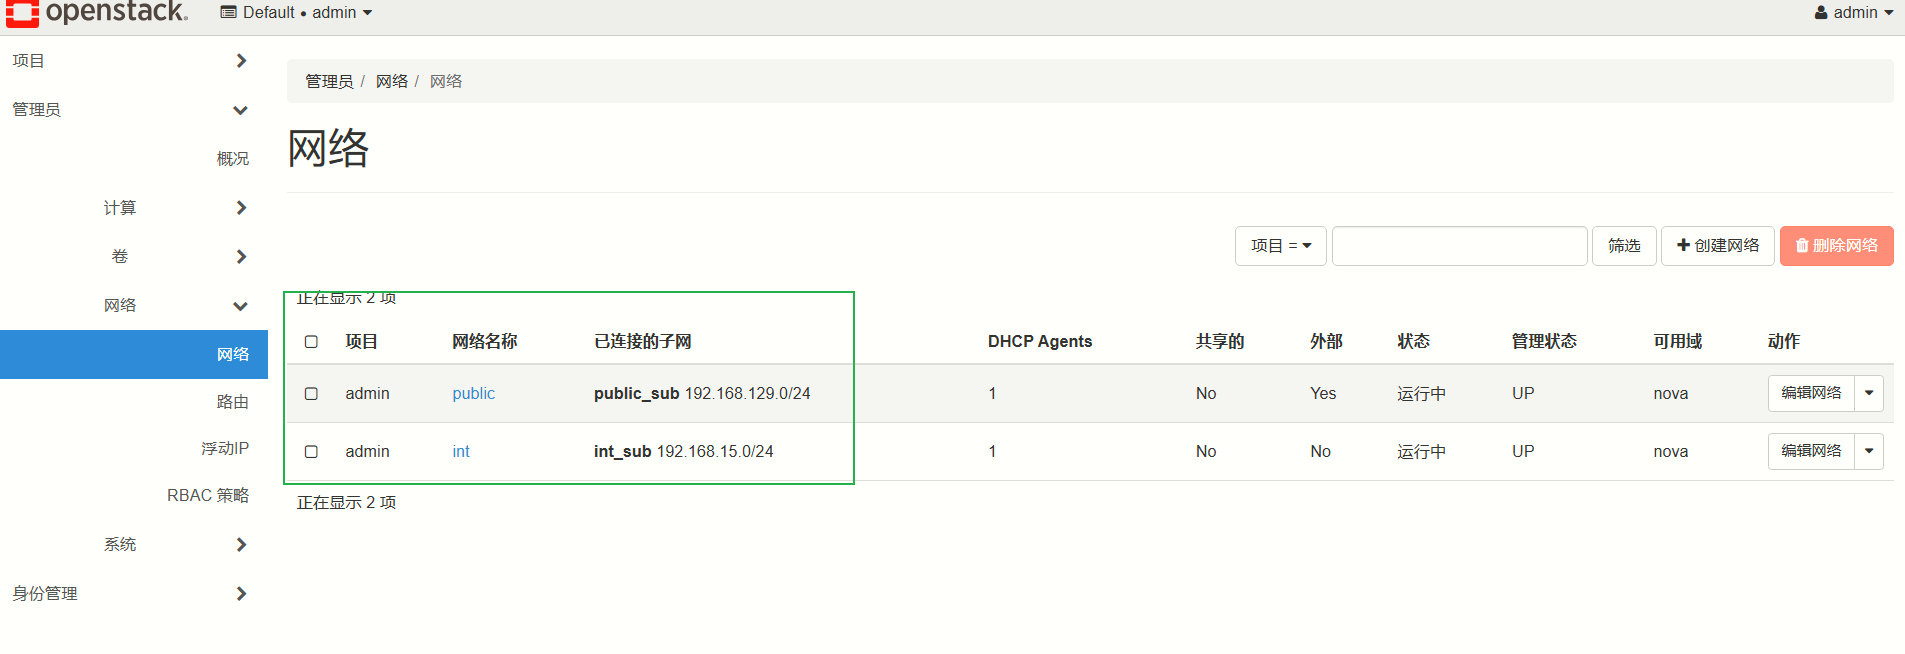 openstack. Default • admin admin
项目
管理员
概况
计算
卷
网络
网络
路由
浮动IP
RBAC 策略
系统
身份管理
管理员 / 网络 / 网络
网络
项目 = 筛选 创建网络 删除网络
正在显示 2 项
项目 网络名称 已连接的子网 DHCP Agents 共享的 外部 状态 管理状态 可用域 动作
admin public public_sub 192.168.129.0/24 1 No Yes 运行中 UP nova 编辑网络
admin int int_sub 192.168.15.0/24 1 No No 运行中 UP nova 编辑网络
正在显示 2 项